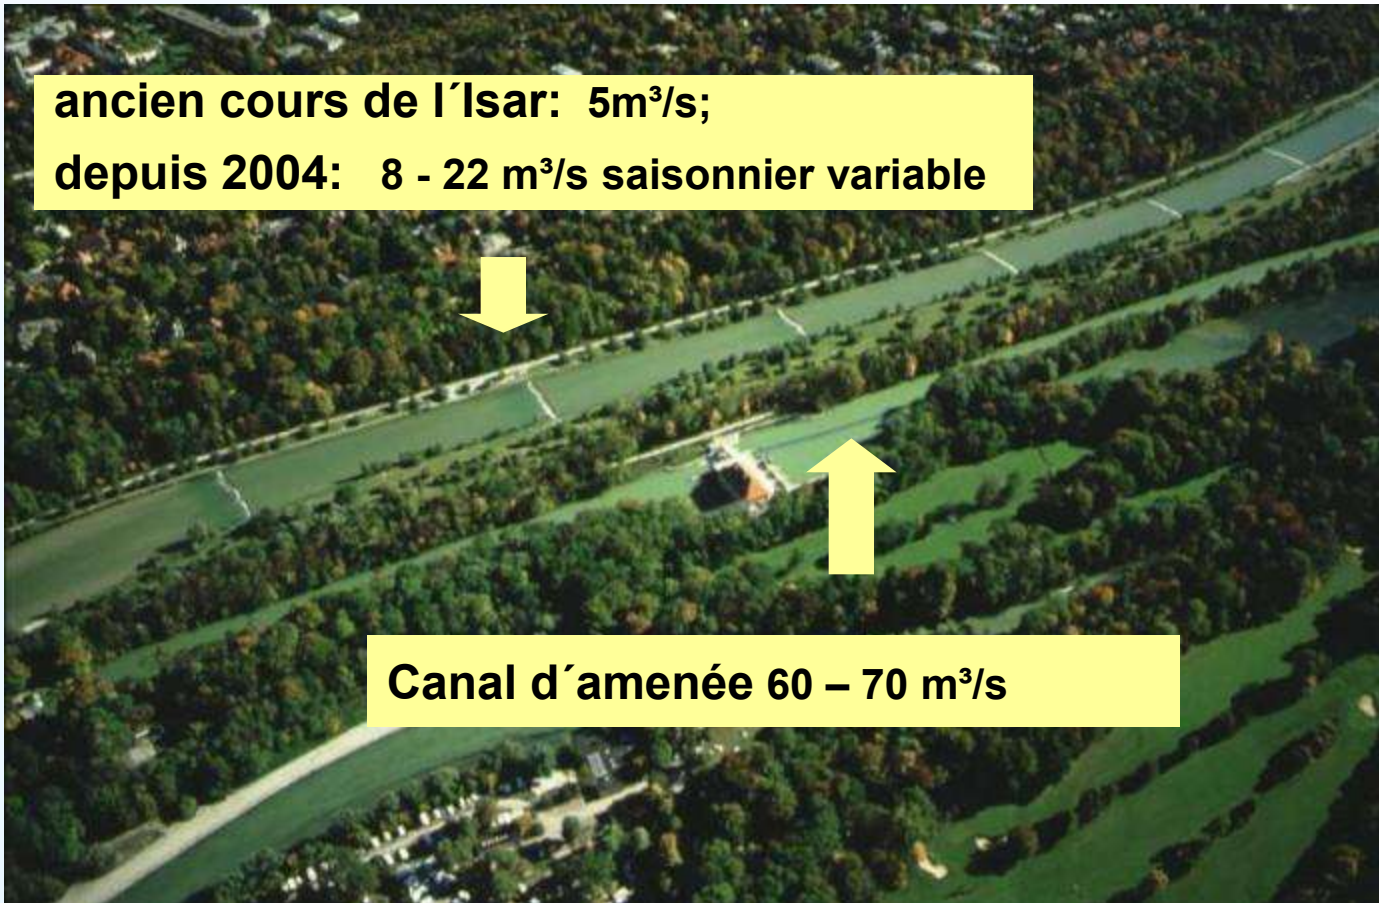 ancien cours de l´Isar: 5m³/s;
depuis 2004: 8 - 22 m³/s saisonnier variable
Canal d´amenée 60 – 70 m³/s